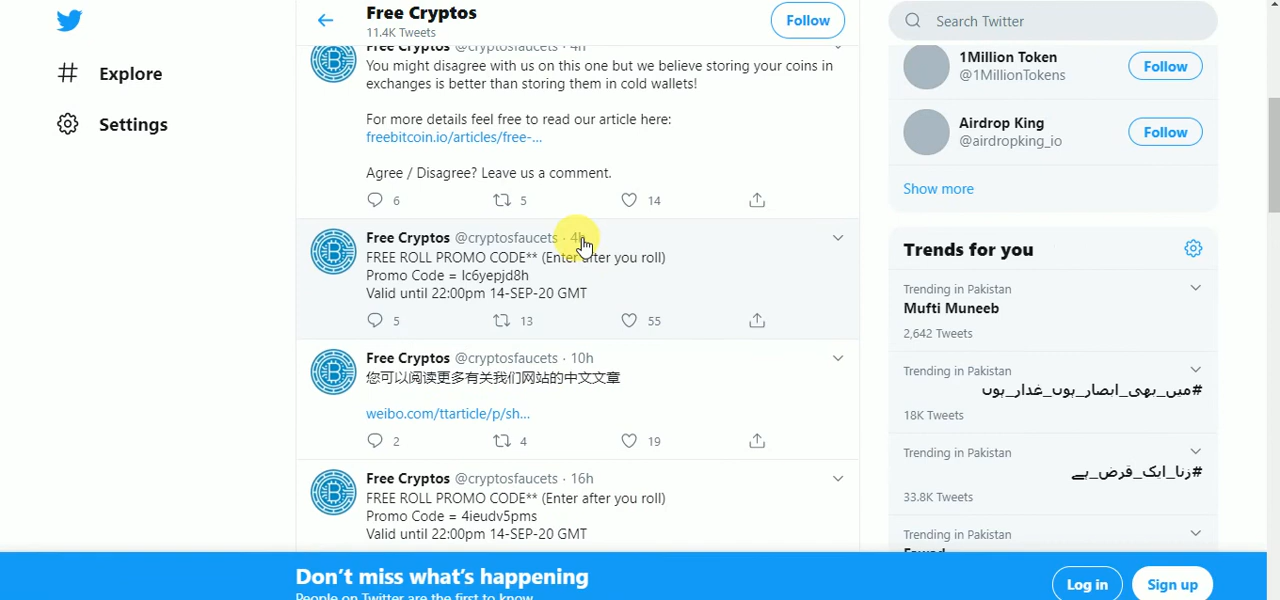 Explore
Settings
Free Cryptos
11.4K Tweets
Follow
Free Cryptos @cryptosfaucets · 4h
You might disagree with us on this one but we believe storing your coins in
exchanges is better than storing them in cold wallets!
For more details feel free to read our article here:
freebitcoin.io/articles/free-...
Agree / Disagree? Leave us a comment.
6 5 14
Free Cryptos @cryptosfaucets · 4h
FREE ROLL PROMO CODE** (Enter after you roll)
Promo Code = lc6yepjd8h
Valid until 22:00pm 14-SEP-20 GMT
5 13 55
Free Cryptos @cryptosfaucets · 10h
您可以阅读更多有关我们网站的中文文章
weibo.com/ttarticle/p/sh...
2 4 19
Free Cryptos @cryptosfaucets · 16h
FREE ROLL PROMO CODE** (Enter after you roll)
Promo Code = 4ieudv5pms
Valid until 22:00pm 14-SEP-20 GMT
Search Twitter
1Million Token
@1MillionTokens
Follow
Airdrop King
@airdropking_io
Follow
Show more
Trends for you
Trending in Pakistan
Mufti Muneeb
2,642 Tweets
Trending in Pakistan
#میں_بھی_ابصار_ہوں_غدار_ہوں
18K Tweets
Trending in Pakistan
#زنا_ایک_قرض_ہے
33.8K Tweets
Trending in Pakistan
Don't miss what's happening
People on Twitter are the first to know.
Log in
Sign up